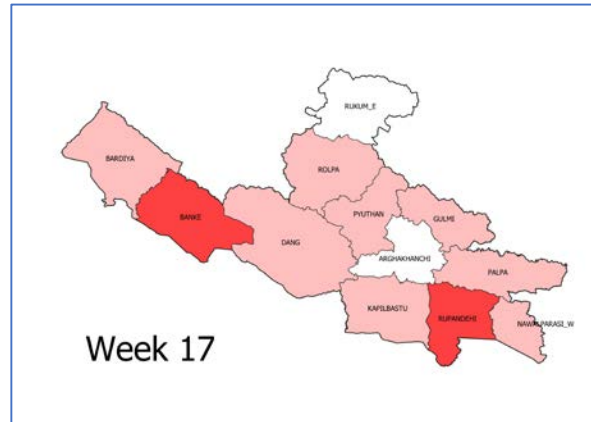 RUKUM_E
BARDIYA
ROLPA
BANKE
PYUTHAN
GULMI
DANG
ARGHAKHANCHI
PALPA
KAPILBASTU
RUPANDEHI
NAWALPARASI_W
Week 17